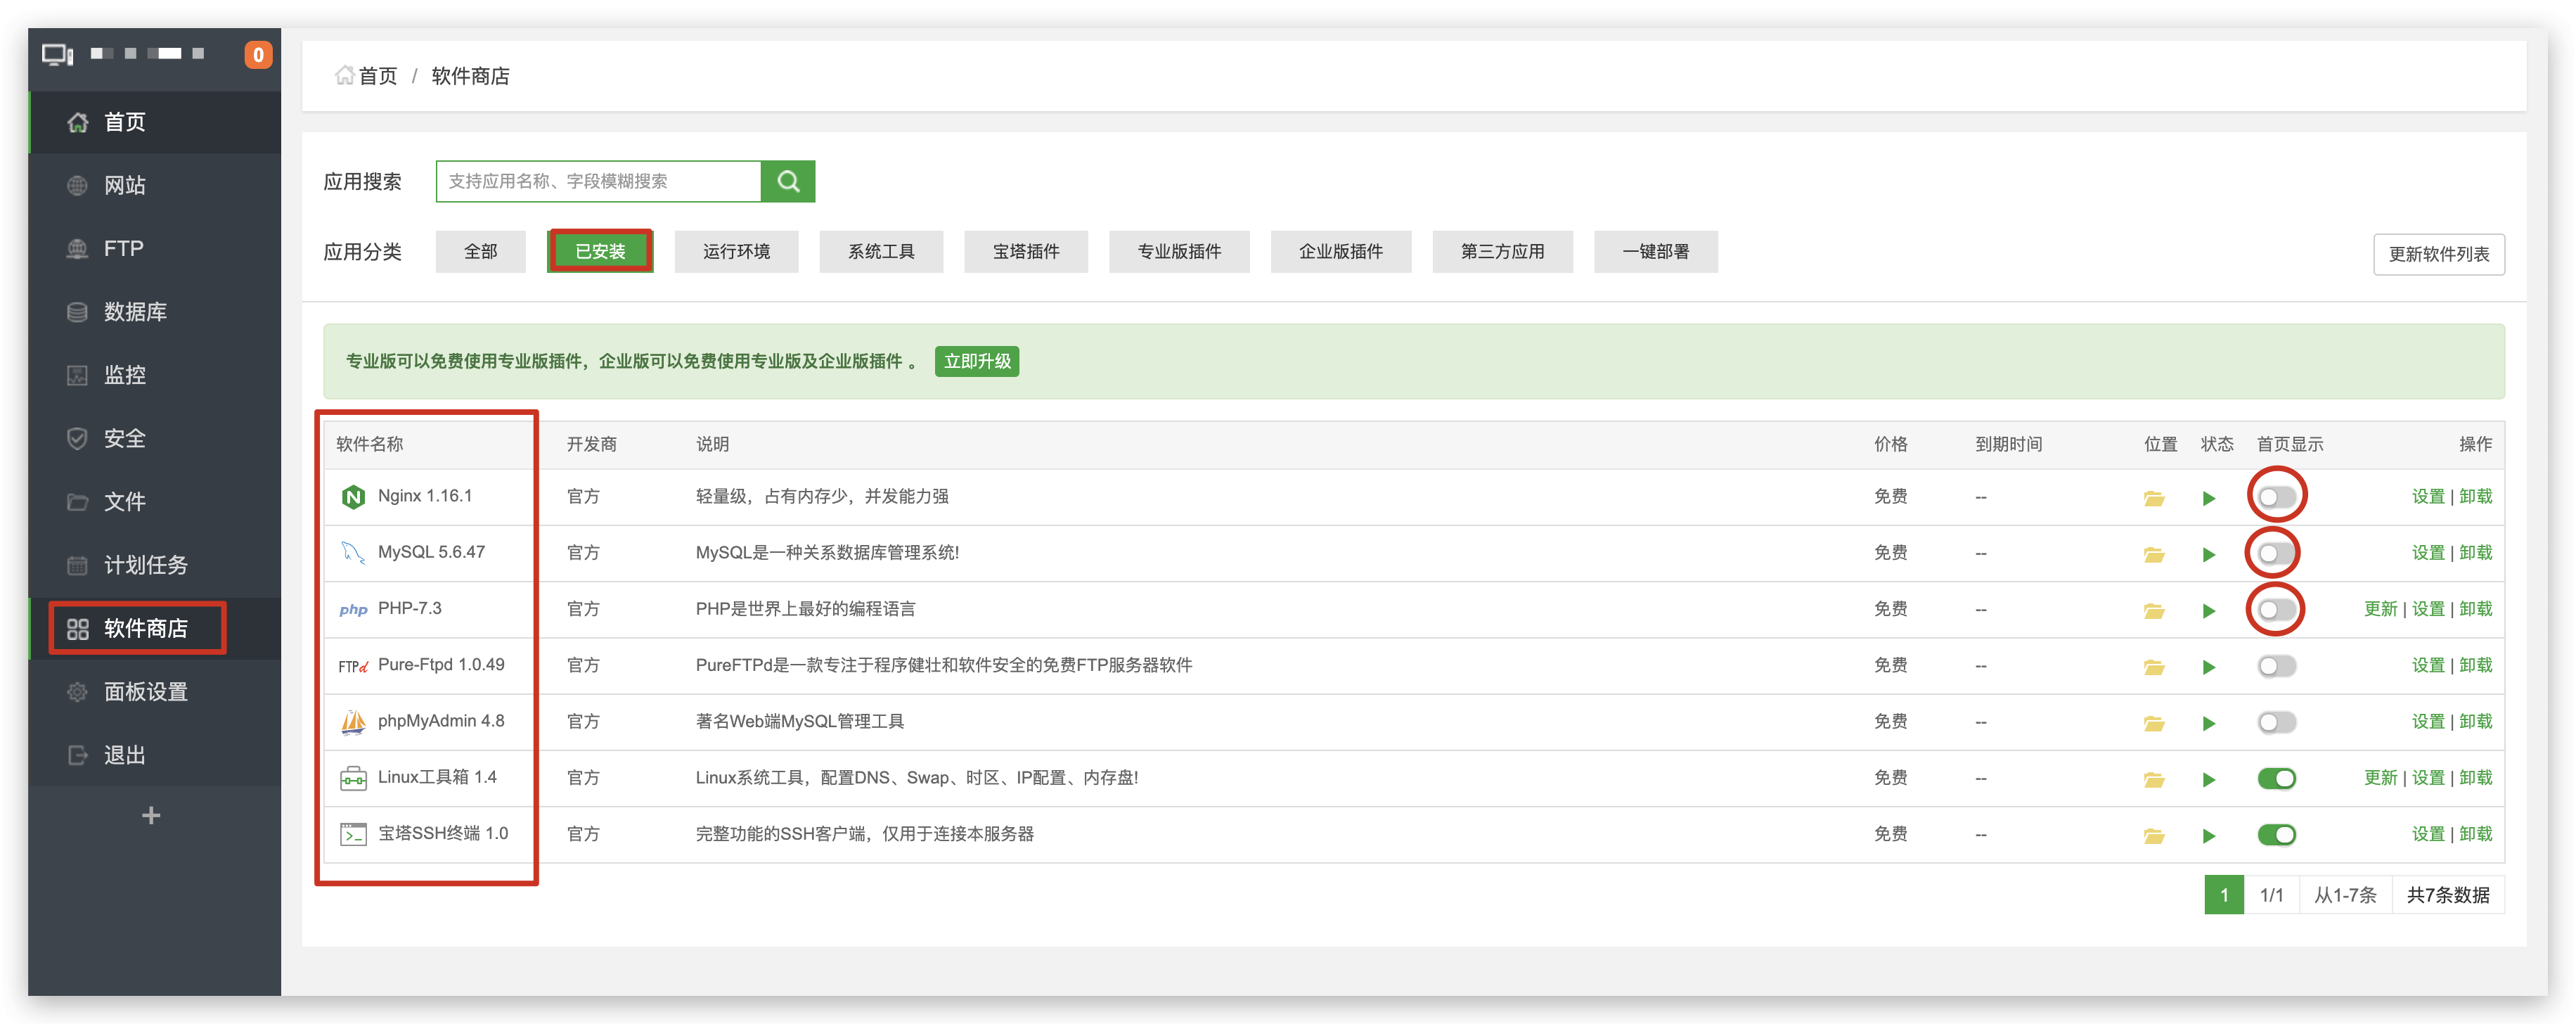 0
首页
网站
FTP
数据库
监控
安全
文件
计划任务
软件商店
面板设置
退出
首页 / 软件商店
应用搜索 支持应用名称、字段模糊搜索
应用分类 全部 已安装 运行环境 系统工具 宝塔插件 专业版插件 企业版插件 第三方应用 一键部署 更新软件列表
专业版可以免费使用专业版插件，企业版可以免费使用专业版及企业版插件 。 立即升级
软件名称 开发商 说明 价格 到期时间 位置 状态 首页显示 操作
Nginx 1.16.1 官方 轻量级，占有内存少，并发能力强 免费 -- 设置 | 卸载
MySQL 5.6.47 官方 MySQL是一种关系数据库管理系统! 免费 -- 设置 | 卸载
php PHP-7.3 官方 PHP是世界上最好的编程语言 免费 -- 更新 | 设置 | 卸载
FTPd Pure-Ftpd 1.0.49 官方 PureFTPd是一款专注于程序健壮和软件安全的免费FTP服务器软件 免费 -- 设置 | 卸载
phpMyAdmin 4.8 官方 著名Web端MySQL管理工具 免费 -- 设置 | 卸载
Linux工具箱 1.4 官方 Linux系统工具，配置DNS、Swap、时区、IP配置、内存盘! 免费 -- 更新 | 设置 | 卸载
宝塔SSH终端 1.0 官方 完整功能的SSH客户端，仅用于连接本服务器 免费 -- 设置 | 卸载
1 1/1 从1-7条 共7条数据